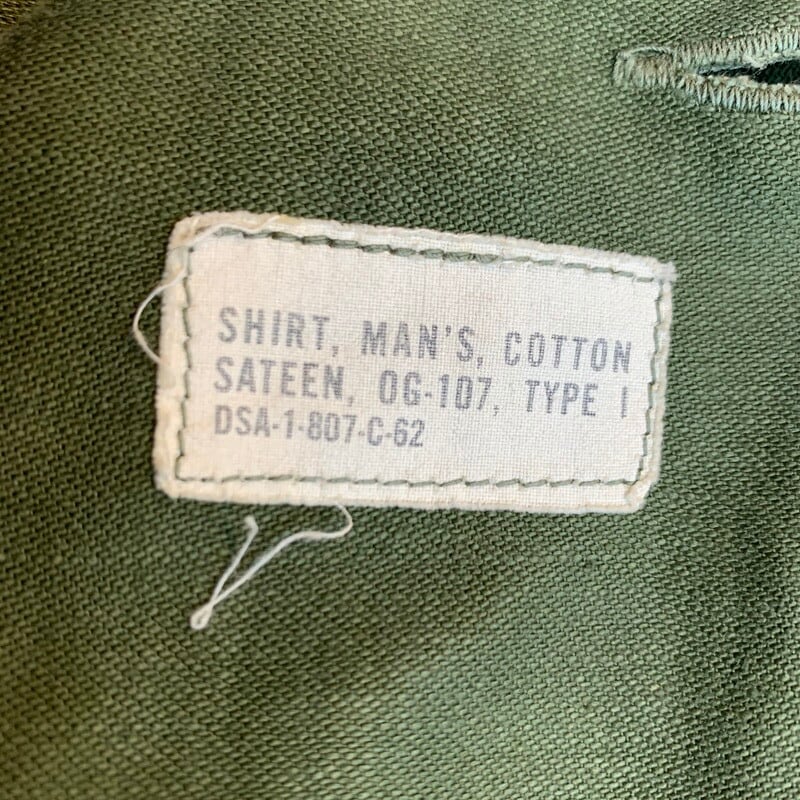 SHIRT, MAN'S, COTTON
SATEEN, OG-107, TYPE I
DSA-1-807-C-62